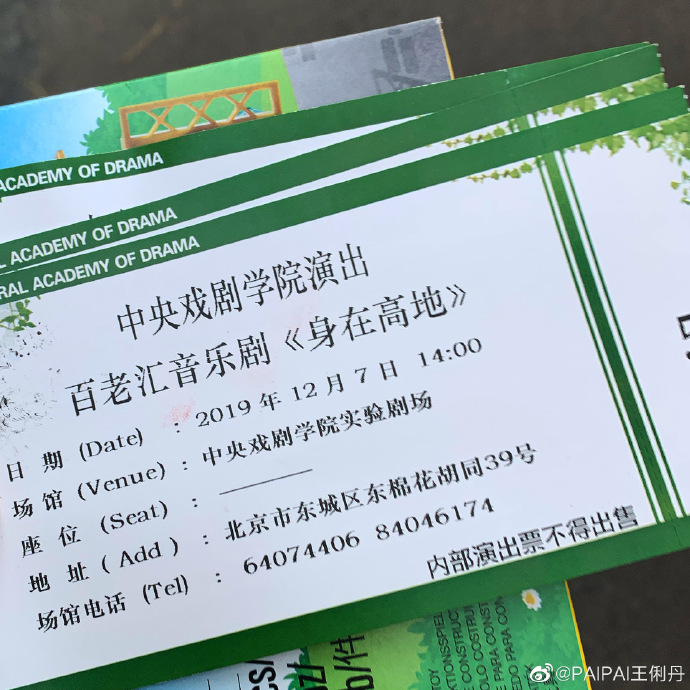 ACADEMY OF DRAMA
AL ACADEMY OF DRAMA
RAL ACADEMY OF DRAMA
中央戏剧学院演出
百老汇音乐剧《身在高地》
日 期 (Date) : 2019 年 12 月 7 日 14:00
场 馆 (Venue) : 中央戏剧学院实验剧场
座 位 (Seat) : ————
地 址 ( Add ) : 北京市东城区东棉花胡同39号
场馆电话 (Tel) : 64074406 84046174
内部演出票不得出售
@PAIPAI王俐丹